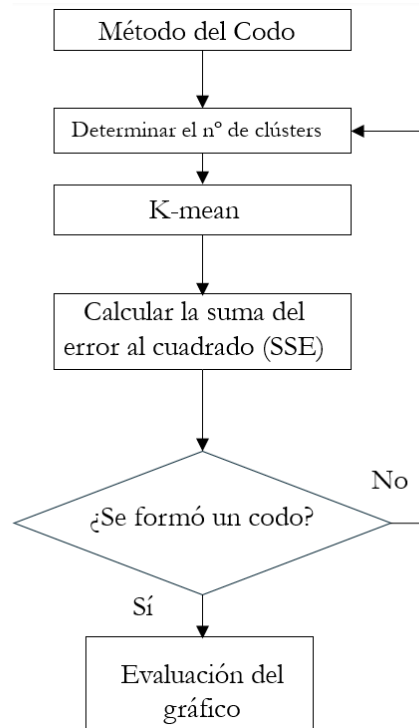 Método del Codo
Determinar el nº de clústers
K-mean
Calcular la suma del
error al cuadrado (SSE)
¿Se formó un codo?
No
Sí
Evaluación del
gráfico